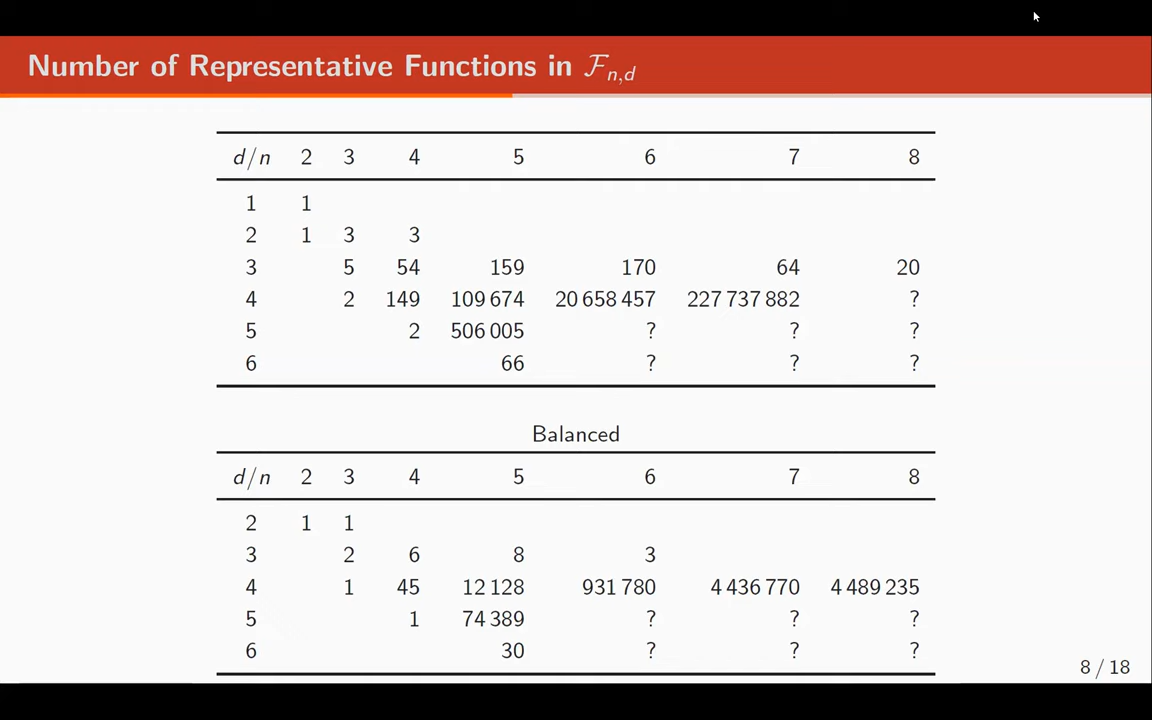 Number of Representative Functions in 𝓕n,d
d/n 2 3 4 5 6 7 8
1 1
2 1 3 3
3 5 54 159 170 64 20
4 2 149 109 674 20 658 457 227 737 882 ?
5 2 506 005 ? ? ?
6 66 ? ? ?
Balanced
d/n 2 3 4 5 6 7 8
2 1 1
3 2 6 8 3
4 1 45 12 128 931 780 4 436 770 4 489 235
5 1 74 389 ? ? ?
6 30 ? ? ?
8 / 18